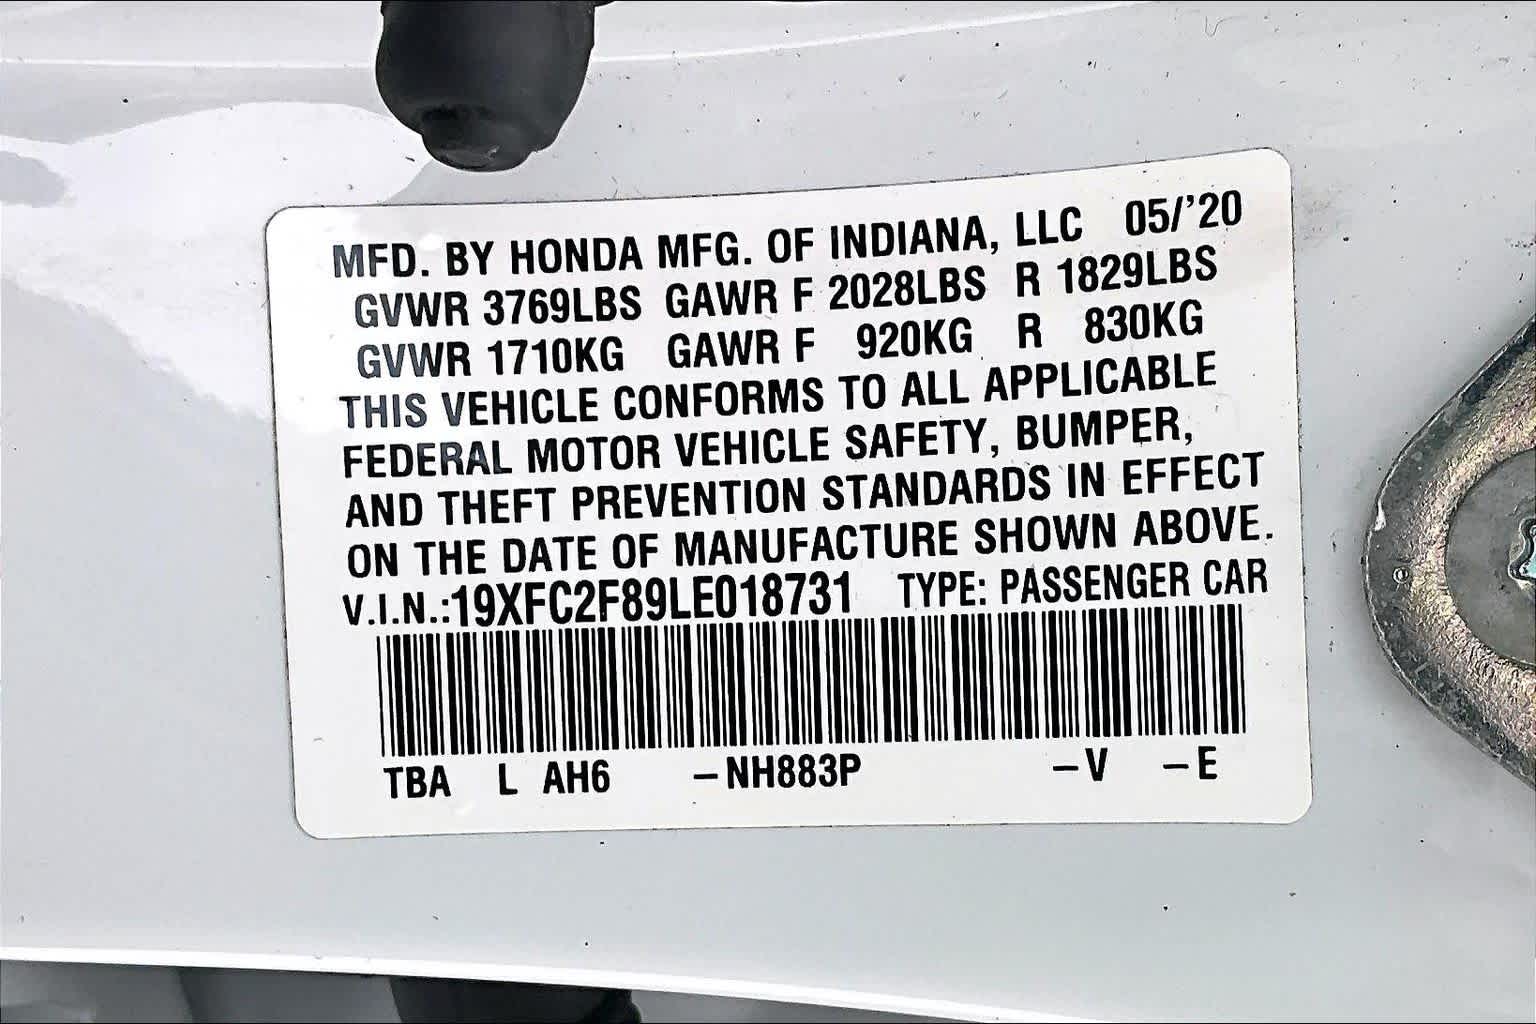 MFD. BY HONDA MFG. OF INDIANA, LLC 05/'20
GVWR 3769LBS GAWR F 2028LBS R 1829LBS
GVWR 1710KG GAWR F 920KG R 830KG
THIS VEHICLE CONFORMS TO ALL APPLICABLE
FEDERAL MOTOR VEHICLE SAFETY, BUMPER,
AND THEFT PREVENTION STANDARDS IN EFFECT
ON THE DATE OF MANUFACTURE SHOWN ABOVE.
V.I.N.:19XFC2F89LE018731 TYPE: PASSENGER CAR
TBA L AH6 –NH883P –V –E